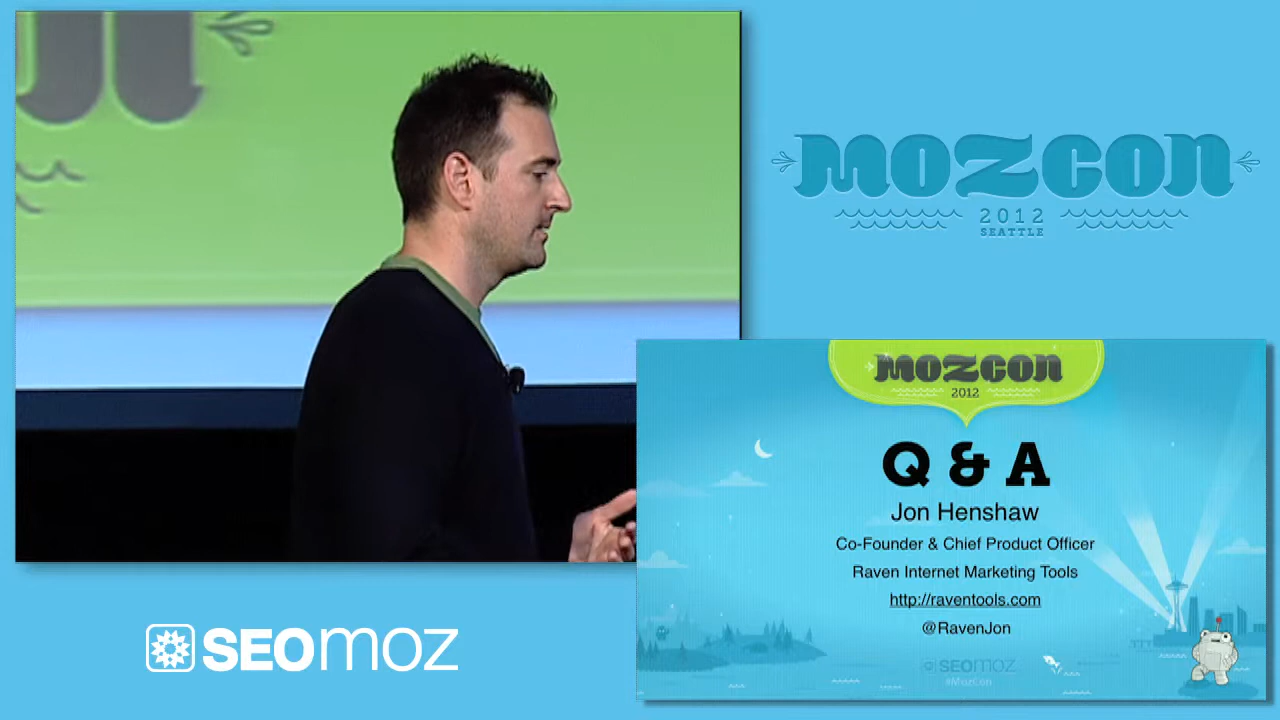 MOZCON
2012
SEATTLE
MOZCON
2012
Q & A
Jon Henshaw
Co-Founder & Chief Product Officer
Raven Internet Marketing Tools
http://raventools.com
@RavenJon
SEOmoz
#MozCon
SEOmoz